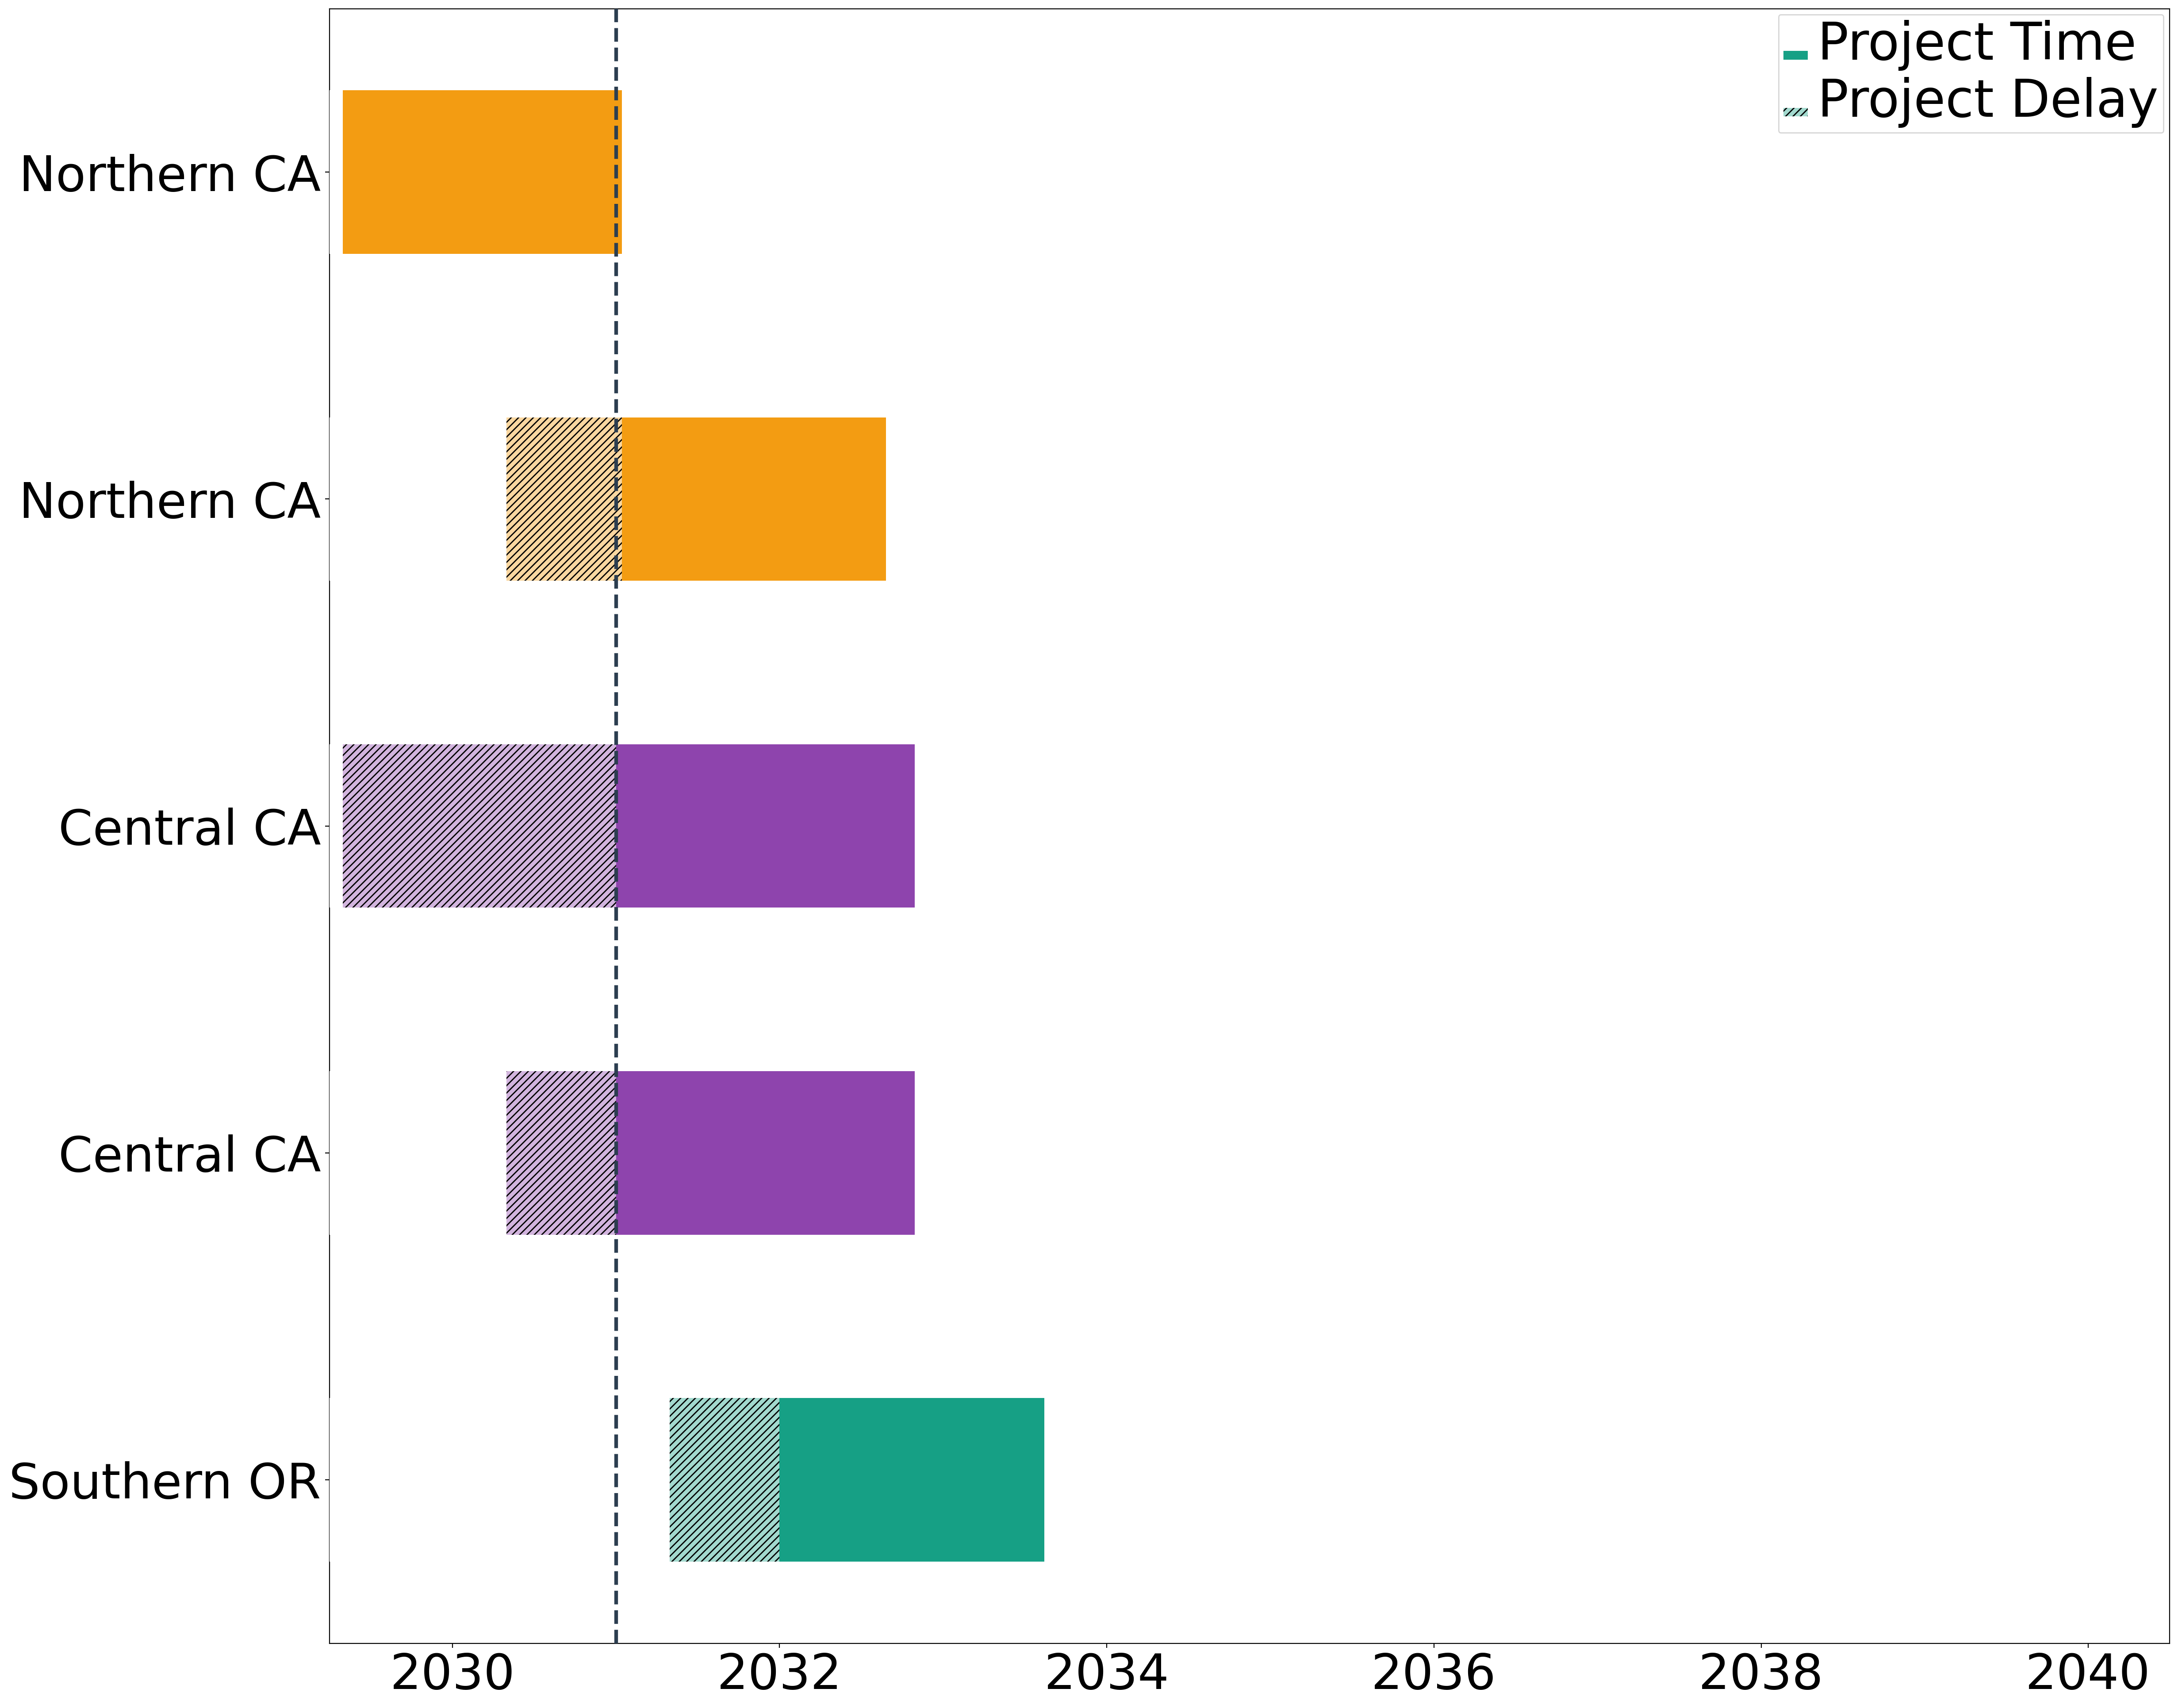 Project Time
Project Delay
Northern CA
Northern CA
Central CA
Central CA
Southern OR
2030 2032 2034 2036 2038 2040